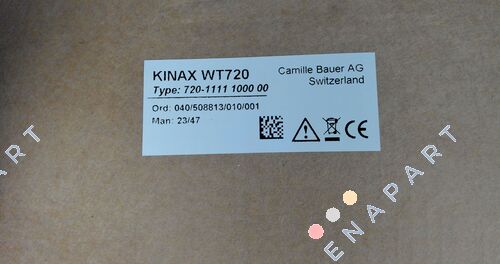 KINAX WT720
Type: 720-1111 1000 00
Camille Bauer AG
Switzerland
Ord: 040/508813/010/001
Man: 23/47
CE
ENAPART
ENAPART